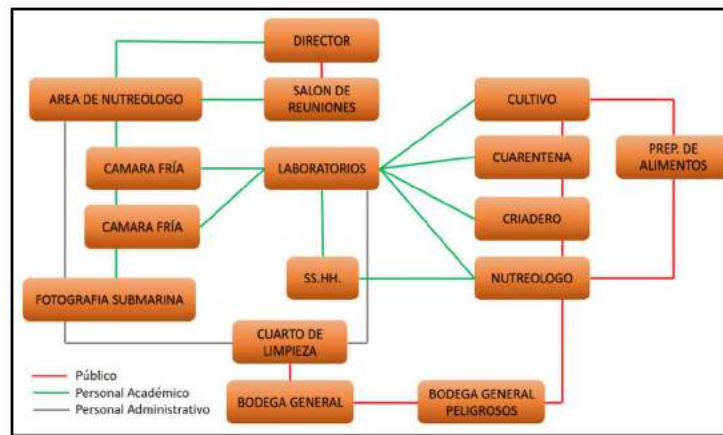 DIRECTOR
AREA DE NUTREOLOGO
SALON DE
REUNIONES
CULTIVO
PREP. DE
ALIMENTOS
CAMARA FRÍA
LABORATORIOS
CUARENTENA
CAMARA FRÍA
CRIADERO
SS.HH.
NUTREOLOGO
FOTOGRAFIA SUBMARINA
CUARTO DE
LIMPIEZA
BODEGA GENERAL
BODEGA GENERAL
PELIGROSOS
Público
Personal Académico
Personal Administrativo